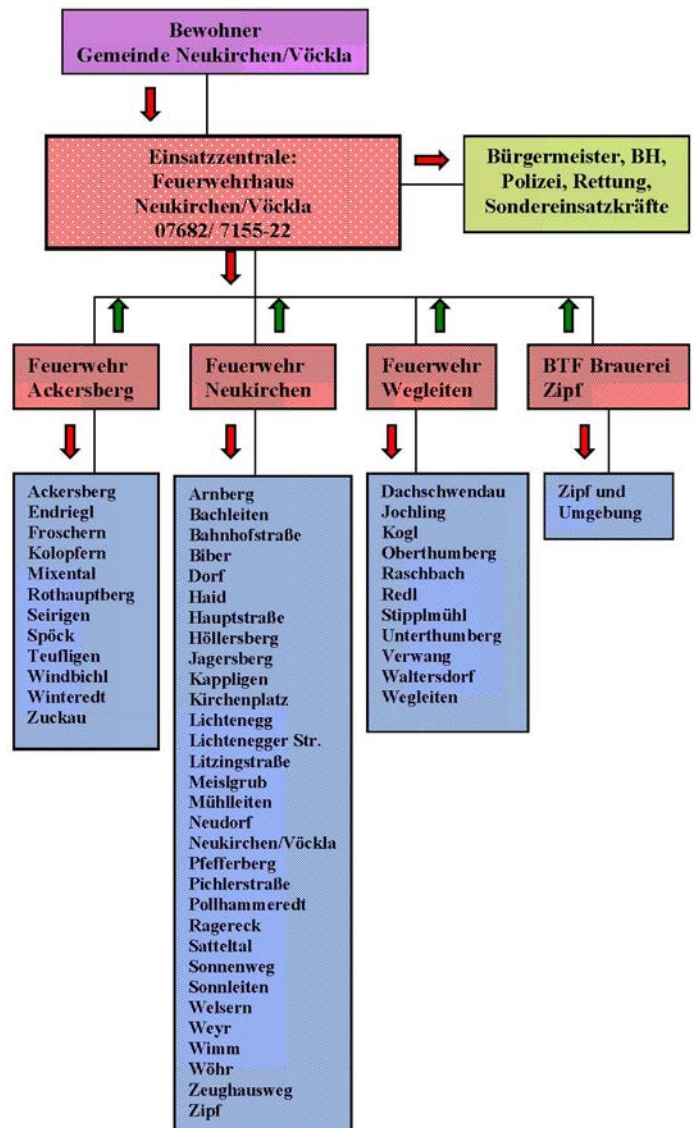 Bewohner
Gemeinde Neukirchen/Vöckla
Einsatzzentrale:
Feuerwehrhaus
Neukirchen/Vöckla
07682/ 7155-22
Bürgermeister, BH,
Polizei, Rettung,
Sondereinsatzkräfte
Feuerwehr
Ackersberg
Feuerwehr
Neukirchen
Feuerwehr
Wegleiten
BTF Brauerei
Zipf
Ackersberg
Endriegl
Froschern
Kolopfern
Mixental
Rothauptberg
Seirigen
Spöck
Teufligen
Windbichl
Winteredt
Zuckau
Arnberg
Bachleiten
Bahnhofstraße
Biber
Dorf
Haid
Hauptstraße
Höllersberg
Jagersberg
Kappligen
Kirchenplatz
Lichtenegg
Lichtenegger Str.
Litzingstraße
Meislgrub
Mühlleiten
Neudorf
Neukirchen/Vöckla
Pfefferberg
Pichlerstraße
Pollhammeredt
Ragereck
Satteltal
Sonnenweg
Sonnleiten
Welsern
Weyr
Wimm
Wöhr
Zeughausweg
Zipf
Dachschwendau
Jochling
Kogl
Oberthumberg
Raschbach
Redl
Stipplmühl
Unterthumberg
Verwang
Waltersdorf
Wegleiten
Zipf und
Umgebung